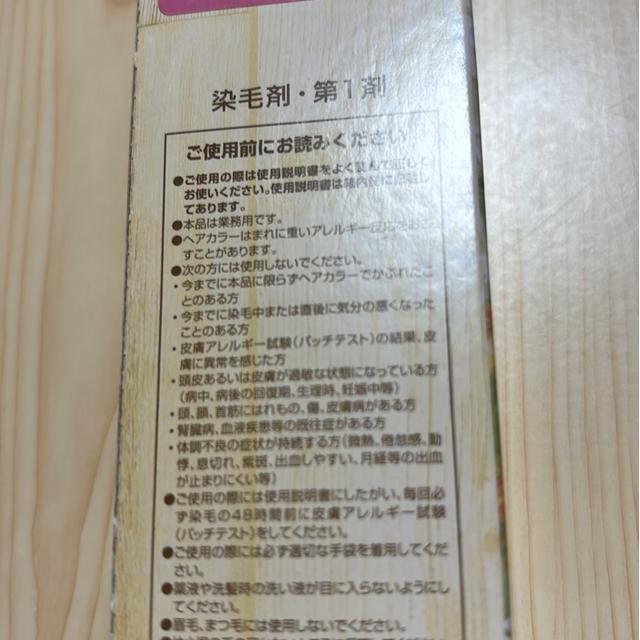 染毛剤・第1剤
ご使用前にお読みください
●ご使用の際は使用説明書をよく読んで正しく
お使いください。使用説明書は箱内側に記載し
てあります。
●本品は業務用です。
●ヘアカラーはまれに重いアレルギー反応をおこ
すことがあります。
●次の方には使用しないでください。
・今までに本品に限らずヘアカラーでかぶれたこ
とのある方
・今までに染毛中または直後に気分の悪くなった
ことのある方
・皮膚アレルギー試験(パッチテスト)の結果、皮
膚に異常を感じた方
・頭皮あるいは皮膚が過敏な状態になっている方
(病中、病後の回復期、生理時、妊娠中等)
・頭、顔、首筋にはれもの、傷、皮膚病がある方
・腎臓病、血液疾患等の既往症がある方
・体調不良の症状が持続する方(微熱、倦怠感、動
悸、息切れ、紫斑、出血しやすい、月経等の出血
が止まりにくい等)
●ご使用の際には使用説明書にしたがい、毎回必
ず染毛の48時間前に皮膚アレルギー試験
(パッチテスト)をしてください。
●ご使用の際には必ず適切な手袋を着用してくだ
さい。
●薬液や洗髪時の洗い液が目に入らないようにし
てください。
●眉毛、まつ毛には使用しないでください。